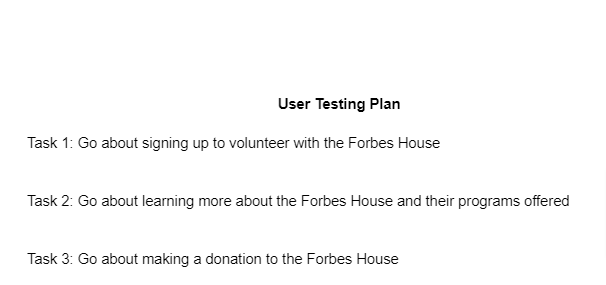 User Testing Plan
Task 1: Go about signing up to volunteer with the Forbes House
Task 2: Go about learning more about the Forbes House and their programs offered
Task 3: Go about making a donation to the Forbes House